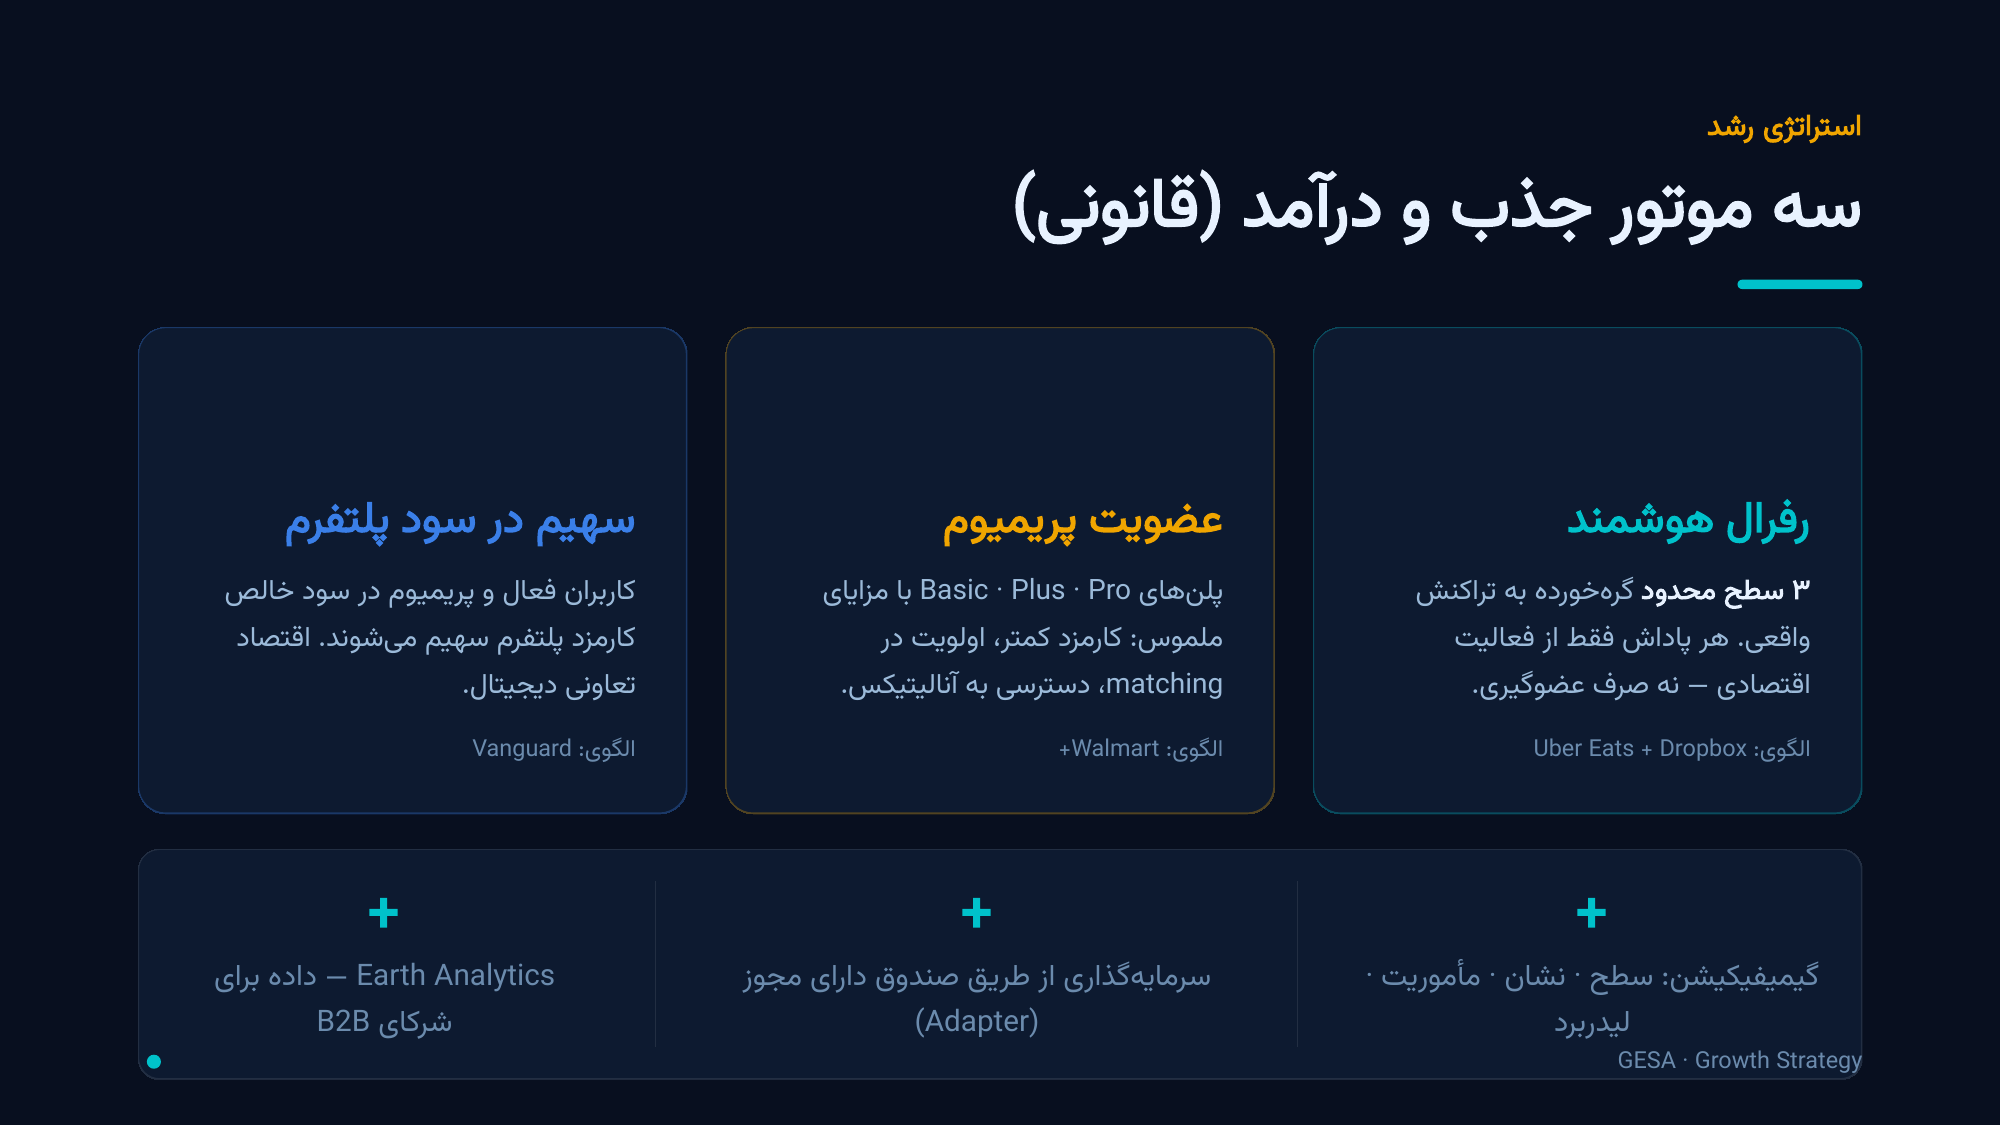 استراتژی رشد
سه موتور جذب و درآمد (قانونی)
رفرال هوشمند
۳ سطح محدود گره‌خورده به تراکنش
واقعی. هر پاداش فقط از فعالیت
اقتصادی — نه صرف عضوگیری.
الگوی: Uber Eats + Dropbox
عضویت پریمیوم
پلن‌های Basic · Plus · Pro با مزایای
ملموس: کارمزد کمتر، اولویت در
matching، دسترسی به آنالیتیکس.
الگوی: Walmart+
سهیم در سود پلتفرم
کاربران فعال و پریمیوم در سود خالص
کارمزد پلتفرم سهیم می‌شوند. اقتصاد
تعاونی دیجیتال.
الگوی: Vanguard
+
گیمیفیکیشن: سطح · نشان · مأموریت ·
لیدربرد
+
سرمایه‌گذاری از طریق صندوق دارای مجوز
(Adapter)
+
Earth Analytics — داده برای
شرکای B2B
GESA · Growth Strategy